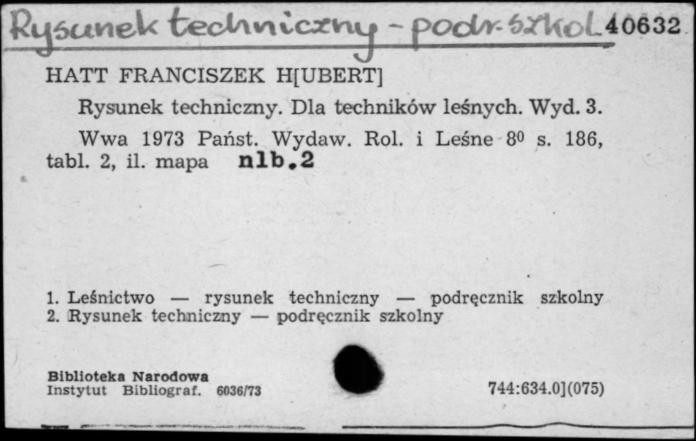 Rysunek techniczny - podr. szkol. 40632
HATT FRANCISZEK H[UBERT]
Rysunek techniczny. Dla techników leśnych. Wyd. 3.
Wwa 1973 Państ. Wydaw. Rol. i Leśne 8⁰ s. 186,
tabl. 2, il. mapa nlb.2
1. Leśnictwo — rysunek techniczny — podręcznik szkolny
2. Rysunek techniczny — podręcznik szkolny
Biblioteka Narodowa
Instytut Bibliograf. 6036/73 744:634.0](075)